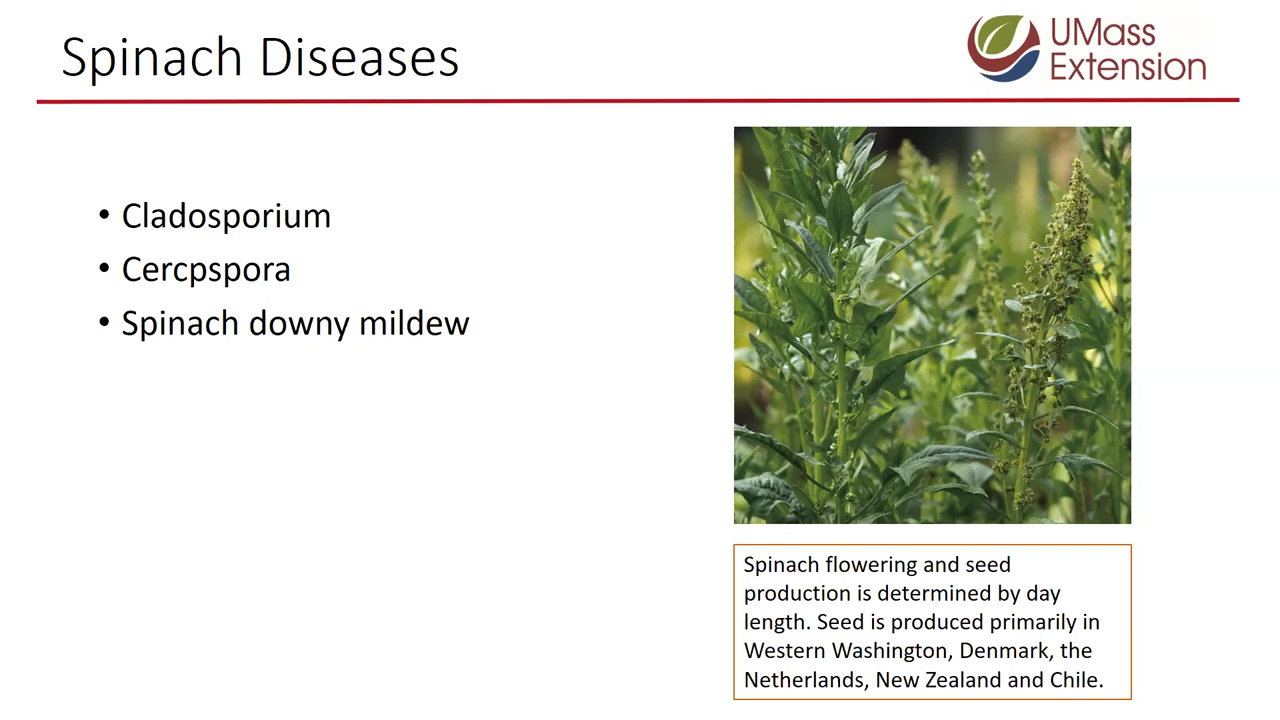 Spinach Diseases
UMass
Extension
• Cladosporium
• Cercpspora
• Spinach downy mildew
Spinach flowering and seed
production is determined by day
length. Seed is produced primarily in
Western Washington, Denmark, the
Netherlands, New Zealand and Chile.